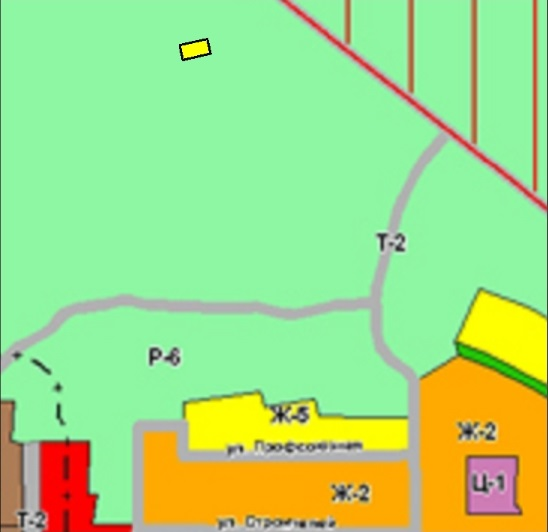 Т-2
Р-6
Ж-5
ул. Профсоюзная
Ж-2
Ц-1
Ж-2
Т-2
ул. Строителей